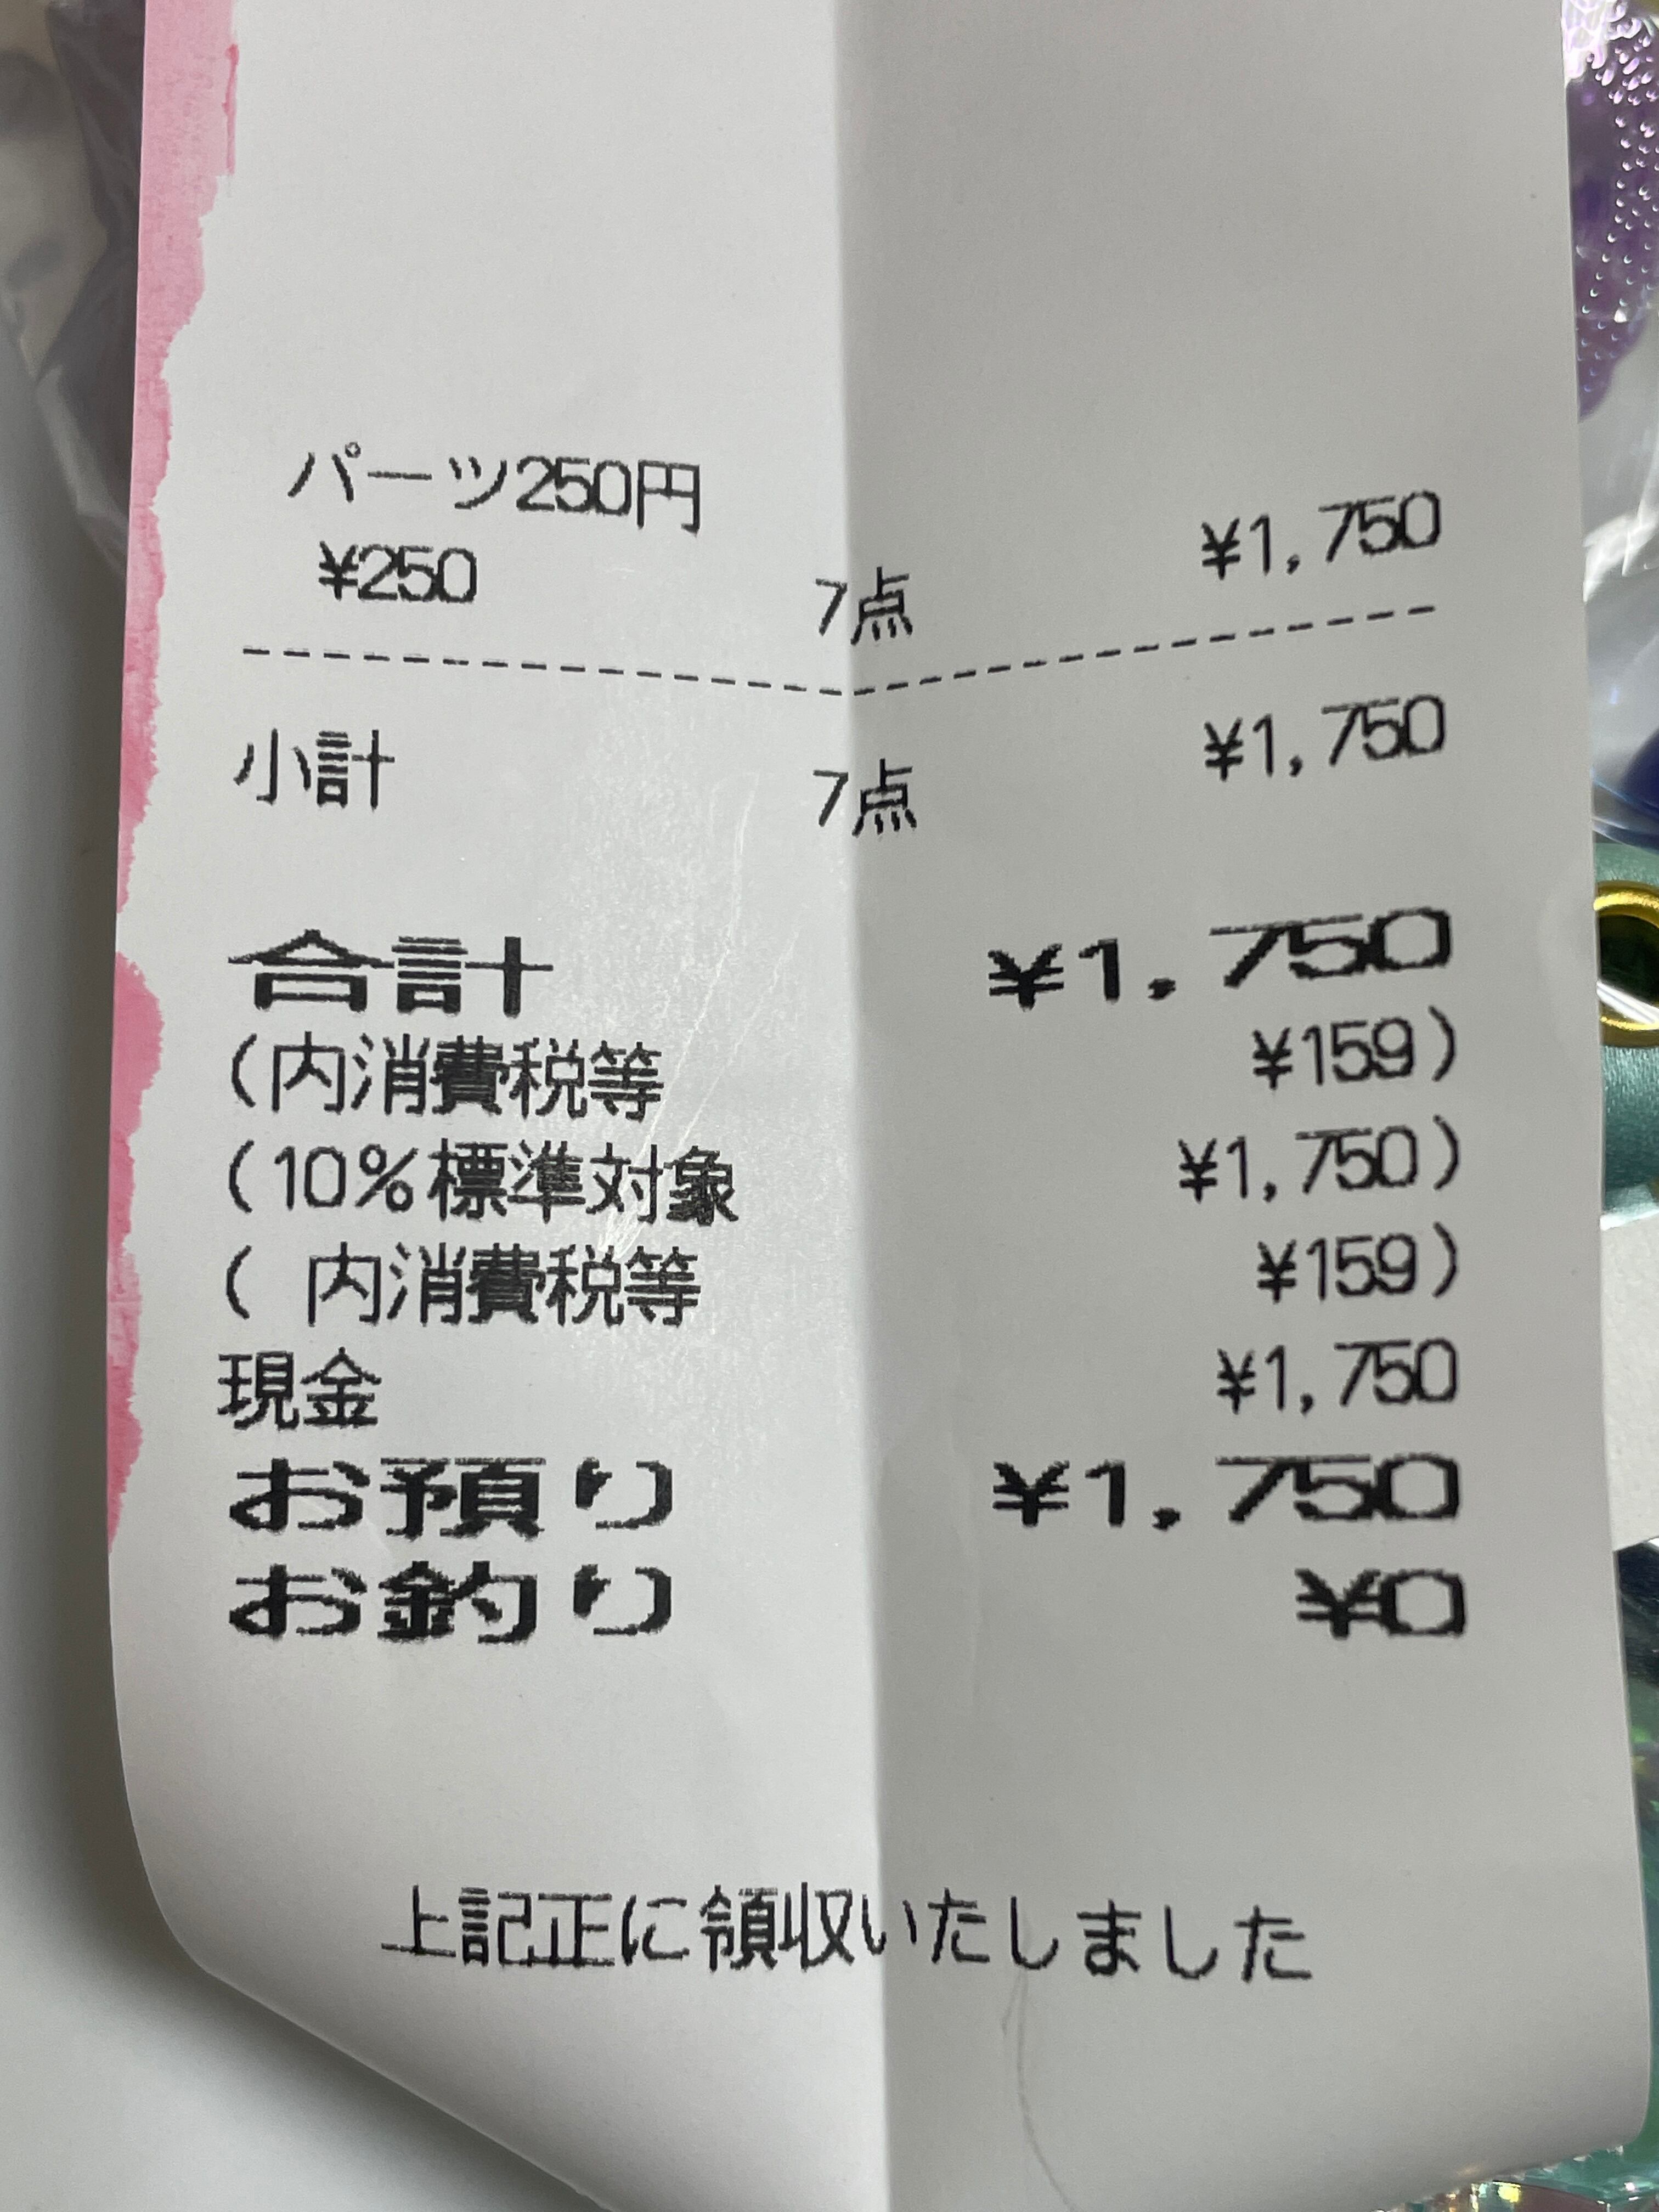 パーツ250円
¥250 7点 ¥1,750
小計 7点 ¥1,750
合計 ¥1,750
(内消費税等 ¥159)
(10%標準対象 ¥1,750)
( 内消費税等 ¥159)
現金 ¥1,750
お預り ¥1,750
お釣り ¥0
上記正に領収いたしました